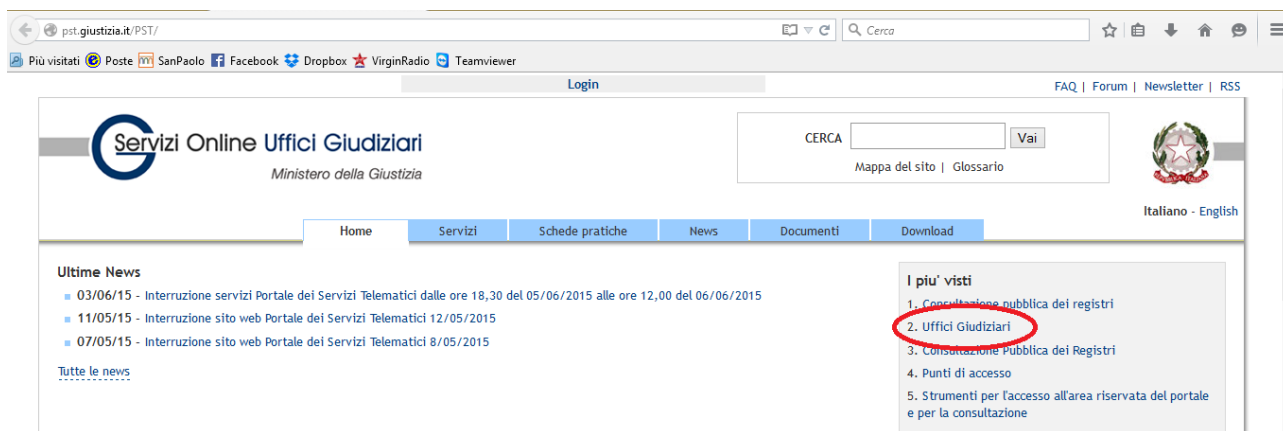 pst.giustizia.it/PST/
Cerca
Più visitati Poste SanPaolo Facebook Dropbox VirginRadio Teamviewer
Login
FAQ | Forum | Newsletter | RSS
Servizi Online Uffici Giudiziari
Ministero della Giustizia
CERCA Vai
Mappa del sito | Glossario
Italiano - English
Home Servizi Schede pratiche News Documenti Download
Ultime News
03/06/15 - Interruzione servizi Portale dei Servizi Telematici dalle ore 18,30 del 05/06/2015 alle ore 12,00 del 06/06/2015
11/05/15 - Interruzione sito web Portale dei Servizi Telematici 12/05/2015
07/05/15 - Interruzione sito web Portale dei Servizi Telematici 8/05/2015
Tutte le news
I piu' visti
1. Consultazione pubblica dei registri
2. Uffici Giudiziari
3. Consultazione Pubblica dei Registri
4. Punti di accesso
5. Strumenti per l'accesso all'area riservata del portale
e per la consultazione